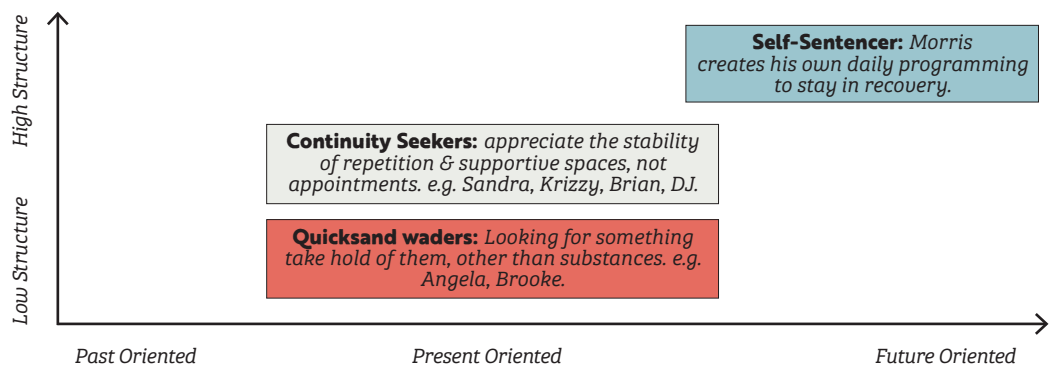 High Structure
Low Structure
Self-Sentencer: Morris
creates his own daily programming
to stay in recovery.
Continuity Seekers: appreciate the stability
of repetition & supportive spaces, not
appointments. e.g. Sandra, Krizzy, Brian, DJ.
Quicksand waders: Looking for something
take hold of them, other than substances. e.g.
Angela, Brooke.
Past Oriented
Present Oriented
Future Oriented